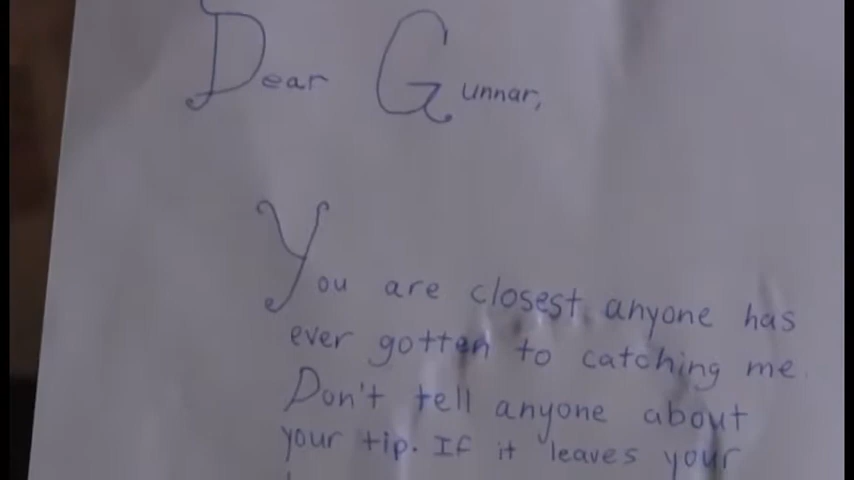 Dear Gunnar,
You are closest anyone has
ever gotten to catching me.
Don't tell anyone about
your tip. If it leaves your